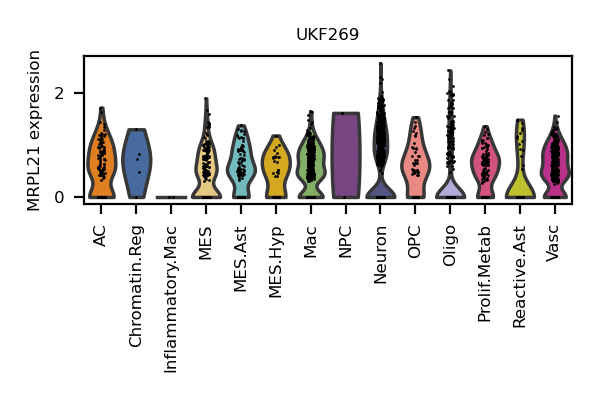 UKF269
MRPL21 expression
2
0
AC
Chromatin.Reg
Inflammatory.Mac
MES
MES.Ast
MES.Hyp
Mac
NPC
Neuron
OPC
Oligo
Prolif.Metab
Reactive.Ast
Vasc